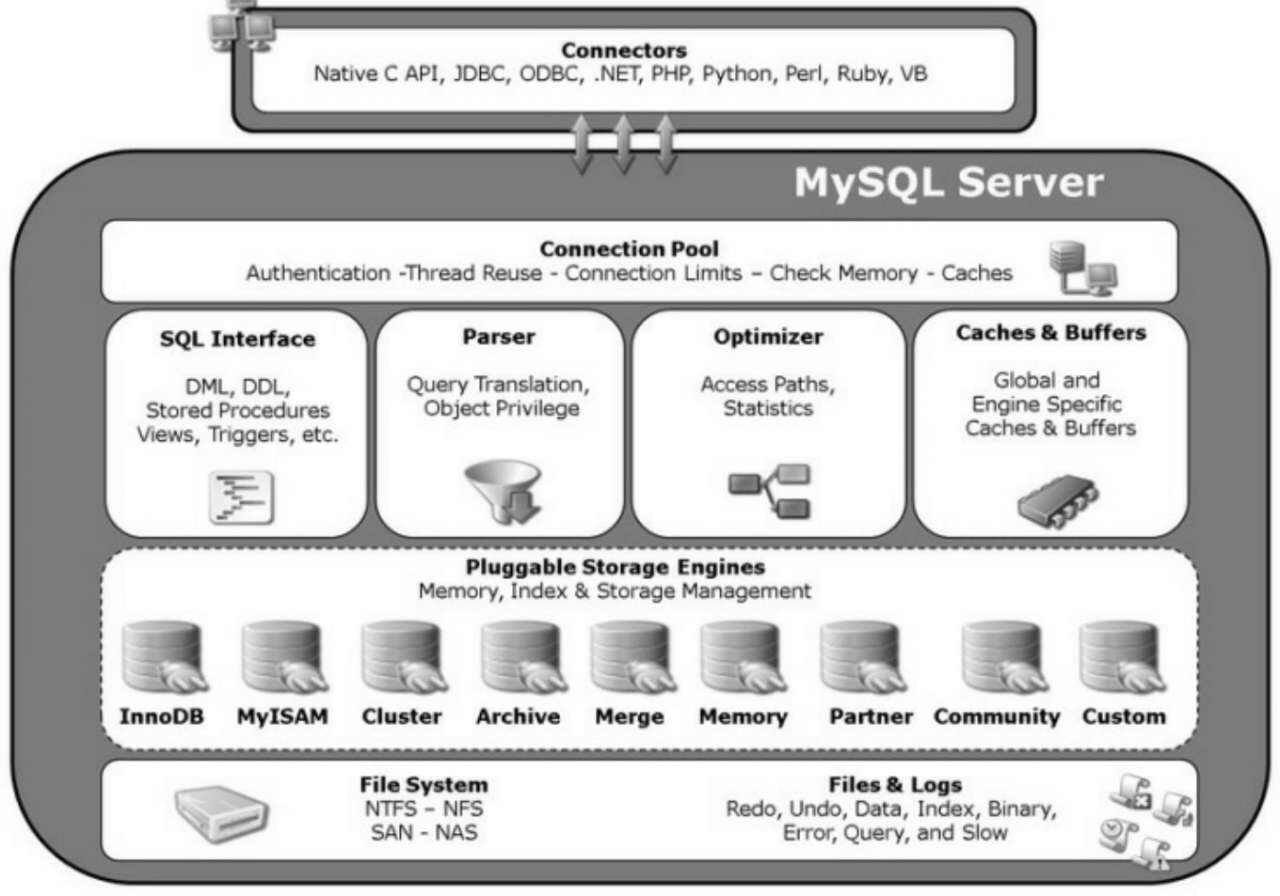 Connectors
Native C API, JDBC, ODBC, .NET, PHP, Python, Perl, Ruby, VB
MySQL Server
Connection Pool
Authentication -Thread Reuse - Connection Limits – Check Memory - Caches
SQL Interface
DML, DDL,
Stored Procedures
Views, Triggers, etc.
Parser
Query Translation,
Object Privilege
Optimizer
Access Paths,
Statistics
Caches & Buffers
Global and
Engine Specific
Caches & Buffers
Pluggable Storage Engines
Memory, Index & Storage Management
InnoDB
MyISAM
Cluster
Archive
Merge
Memory
Partner
Community
Custom
File System
NTFS – NFS
SAN - NAS
Files & Logs
Redo, Undo, Data, Index, Binary,
Error, Query, and Slow